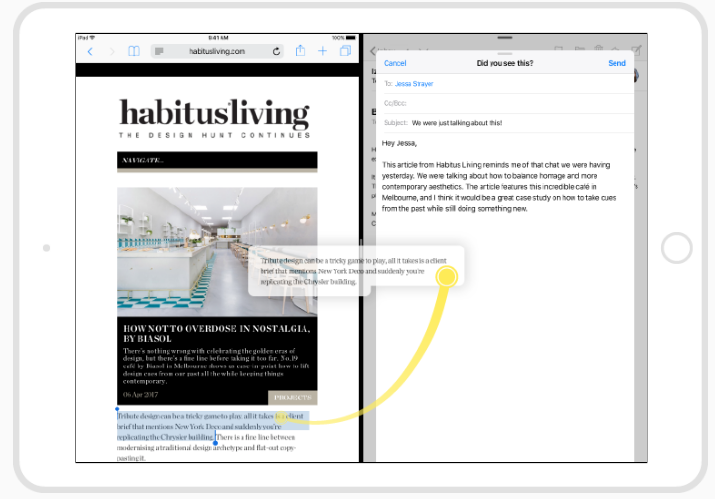 iPad
9:41 AM
100%
habitusliving.com
habitusliving
THE DESIGN HUNT CONTINUES
NAVIGATE...
HOW NOT TO OVERDOSE IN NOSTALGIA,
BY BIASOL
There's nothing wrong with celebrating the golden eras of
design, but there's a fine line before taking it too far. No.19
café by Biasol in Melbourne shows us case-in-point how to lift
design cues from our past all the while keeping things
contemporary.
06 Apr 2017
PROJECTS
Tribute design can be a tricky game to play, all it takes is a client
brief that mentions New York Deco and suddenly you're
replicating the Chrysler building. There is a fine line between
modernising a traditional design archetype and flat-out copy-
pasting it.
Tribute design can be a tricky game to play, all it takes is a client
brief that mentions New York Deco and suddenly you're
replicating the Chrysler building.
Cancel
Did you see this?
Send
To: Jessa Strayer
Cc/Bcc:
Subject: We were just talking about this!
Hey Jessa,
This article from Habitus Living reminds me of that chat we were having
yesterday. We were talking about how to balance homage and more
contemporary aesthetics. The article features this incredible café in
Melbourne, and I think it would be a great case study on how to take cues
from the past while still doing something new.